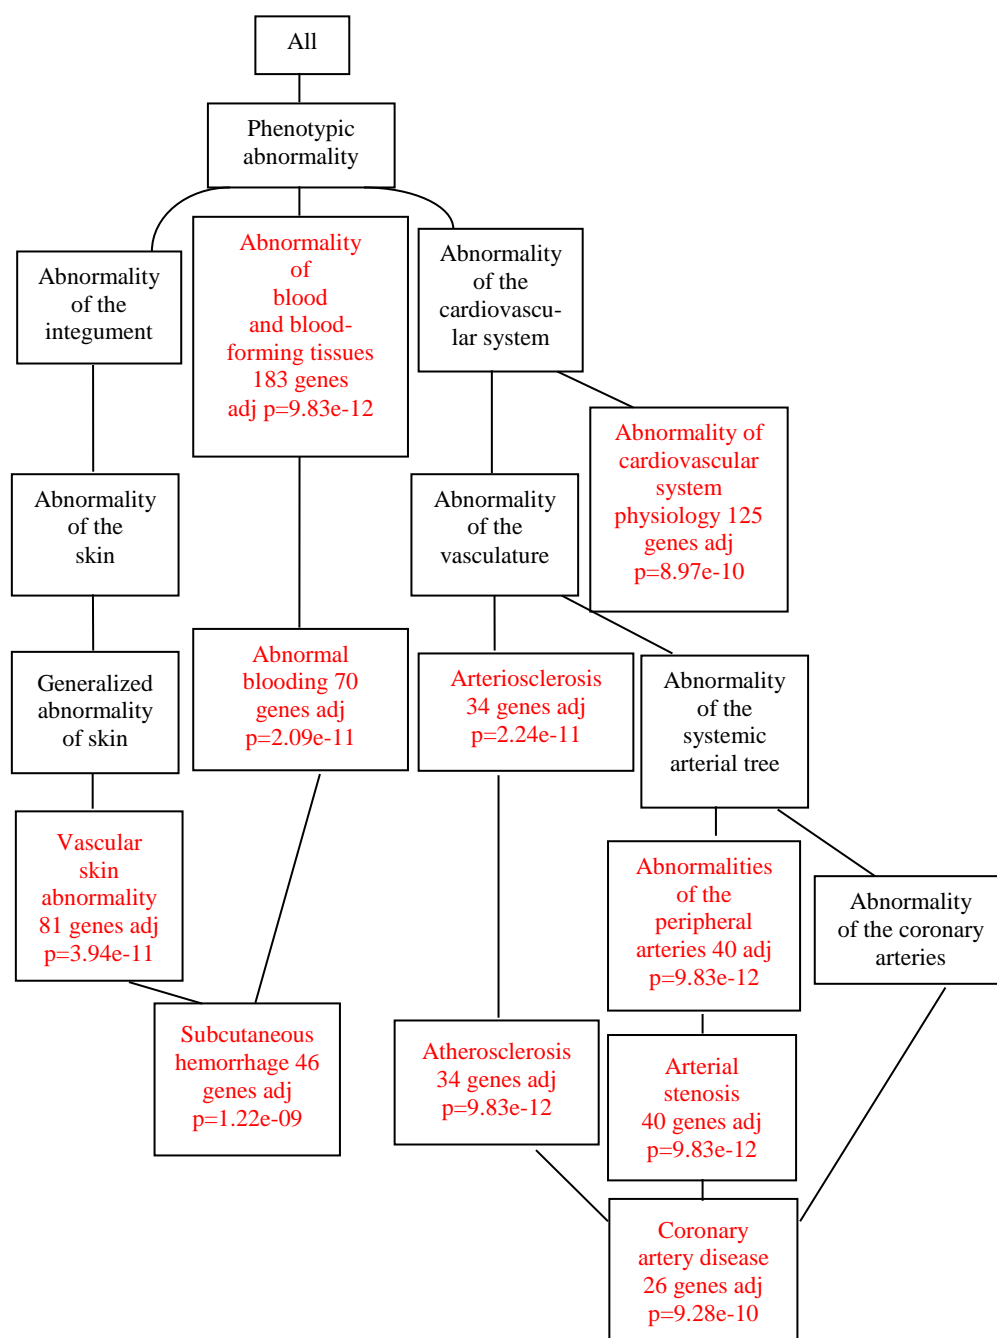 All
Phenotypic
abnormality
Abnormality
of the
integument
Abnormality
of
blood
and blood-
forming tissues
183 genes
adj p=9.83e-12
Abnormality
of the
cardiovascu-
lar system
Abnormality of
cardiovascular
system
physiology 125
genes adj
p=8.97e-10
Abnormality
of the
skin
Abnormality
of the
vasculature
Generalized
abnormality
of skin
Abnormal
blooding 70
genes adj
p=2.09e-11
Arteriosclerosis
34 genes adj
p=2.24e-11
Abnormality
of the
systemic
arterial tree
Vascular
skin
abnormality
81 genes adj
p=3.94e-11
Abnormalities
of the
peripheral
arteries 40 adj
p=9.83e-12
Abnormality
of the coronary
arteries
Subcutaneous
hemorrhage 46
genes adj
p=1.22e-09
Atherosclerosis
34 genes adj
p=9.83e-12
Arterial
stenosis
40 genes adj
p=9.83e-12
Coronary
artery disease
26 genes adj
p=9.28e-10